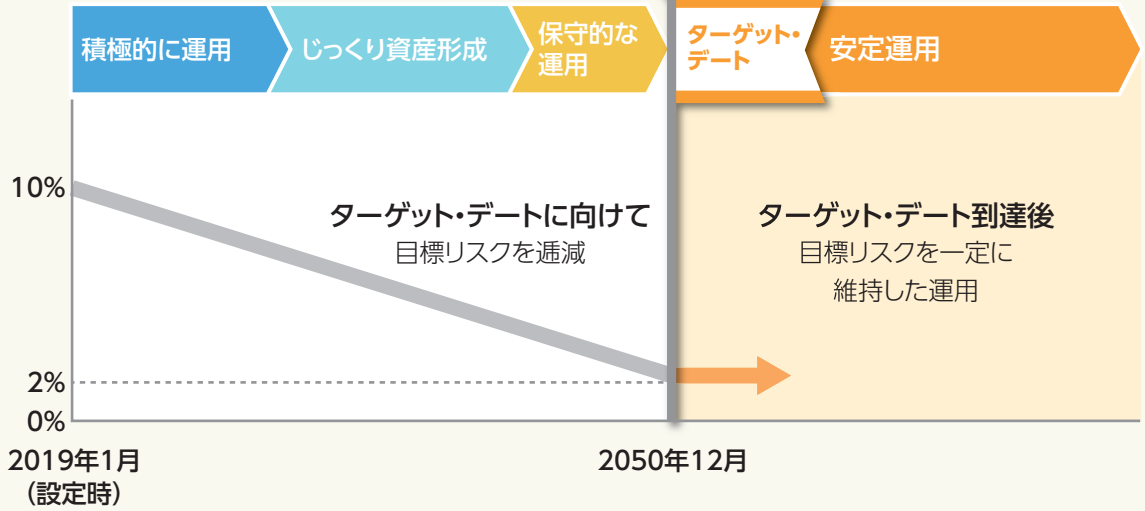 積極的に運用
じっくり資産形成
保守的な
運用
ターゲット・
デート
安定運用
10%
ターゲット・デートに向けて
目標リスクを逓減
ターゲット・デート到達後
目標リスクを一定に
維持した運用
2%
0%
2019年1月
(設定時)
2050年12月